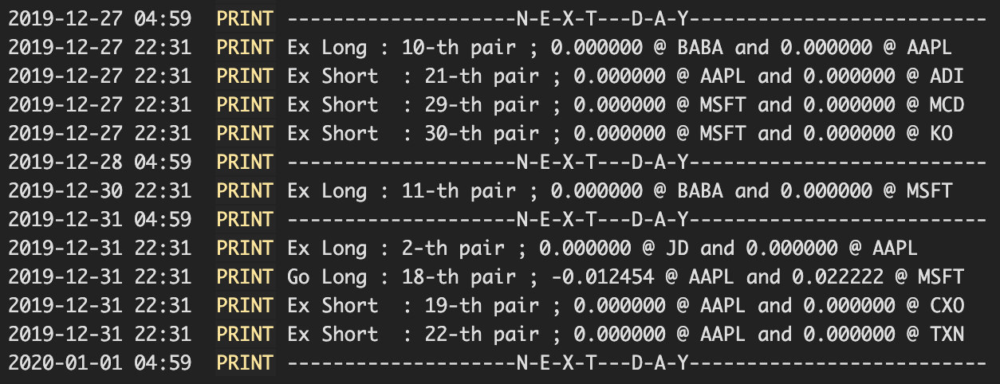 2019-12-27 04:59  PRINT --------------------N-E-X-T---D-A-Y--------------------------
2019-12-27 22:31  PRINT Ex Long : 10-th pair ; 0.000000 @ BABA and 0.000000 @ AAPL
2019-12-27 22:31  PRINT Ex Short  : 21-th pair ; 0.000000 @ AAPL and 0.000000 @ ADI
2019-12-27 22:31  PRINT Ex Short  : 29-th pair ; 0.000000 @ MSFT and 0.000000 @ MCD
2019-12-27 22:31  PRINT Ex Short  : 30-th pair ; 0.000000 @ MSFT and 0.000000 @ KO
2019-12-28 04:59  PRINT --------------------N-E-X-T---D-A-Y--------------------------
2019-12-30 22:31  PRINT Ex Long : 11-th pair ; 0.000000 @ BABA and 0.000000 @ MSFT
2019-12-31 04:59  PRINT --------------------N-E-X-T---D-A-Y--------------------------
2019-12-31 22:31  PRINT Ex Long : 2-th pair ; 0.000000 @ JD and 0.000000 @ AAPL
2019-12-31 22:31  PRINT Go Long : 18-th pair ; -0.012454 @ AAPL and 0.022222 @ MSFT
2019-12-31 22:31  PRINT Ex Short  : 19-th pair ; 0.000000 @ AAPL and 0.000000 @ CXO
2019-12-31 22:31  PRINT Ex Short  : 22-th pair ; 0.000000 @ AAPL and 0.000000 @ TXN
2020-01-01 04:59  PRINT --------------------N-E-X-T---D-A-Y--------------------------